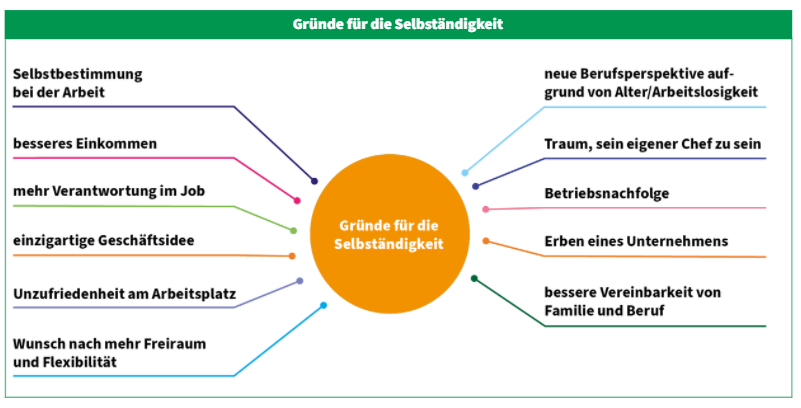 Gründe für die Selbständigkeit
Selbstbestimmung
bei der Arbeit
besseres Einkommen
mehr Verantwortung im Job
einzigartige Geschäftsidee
Unzufriedenheit am Arbeitsplatz
Wunsch nach mehr Freiraum
und Flexibilität
Gründe für die
Selbständigkeit
neue Berufsperspektive auf-
grund von Alter/Arbeitslosigkeit
Traum, sein eigener Chef zu sein
Betriebsnachfolge
Erben eines Unternehmens
bessere Vereinbarkeit von
Familie und Beruf